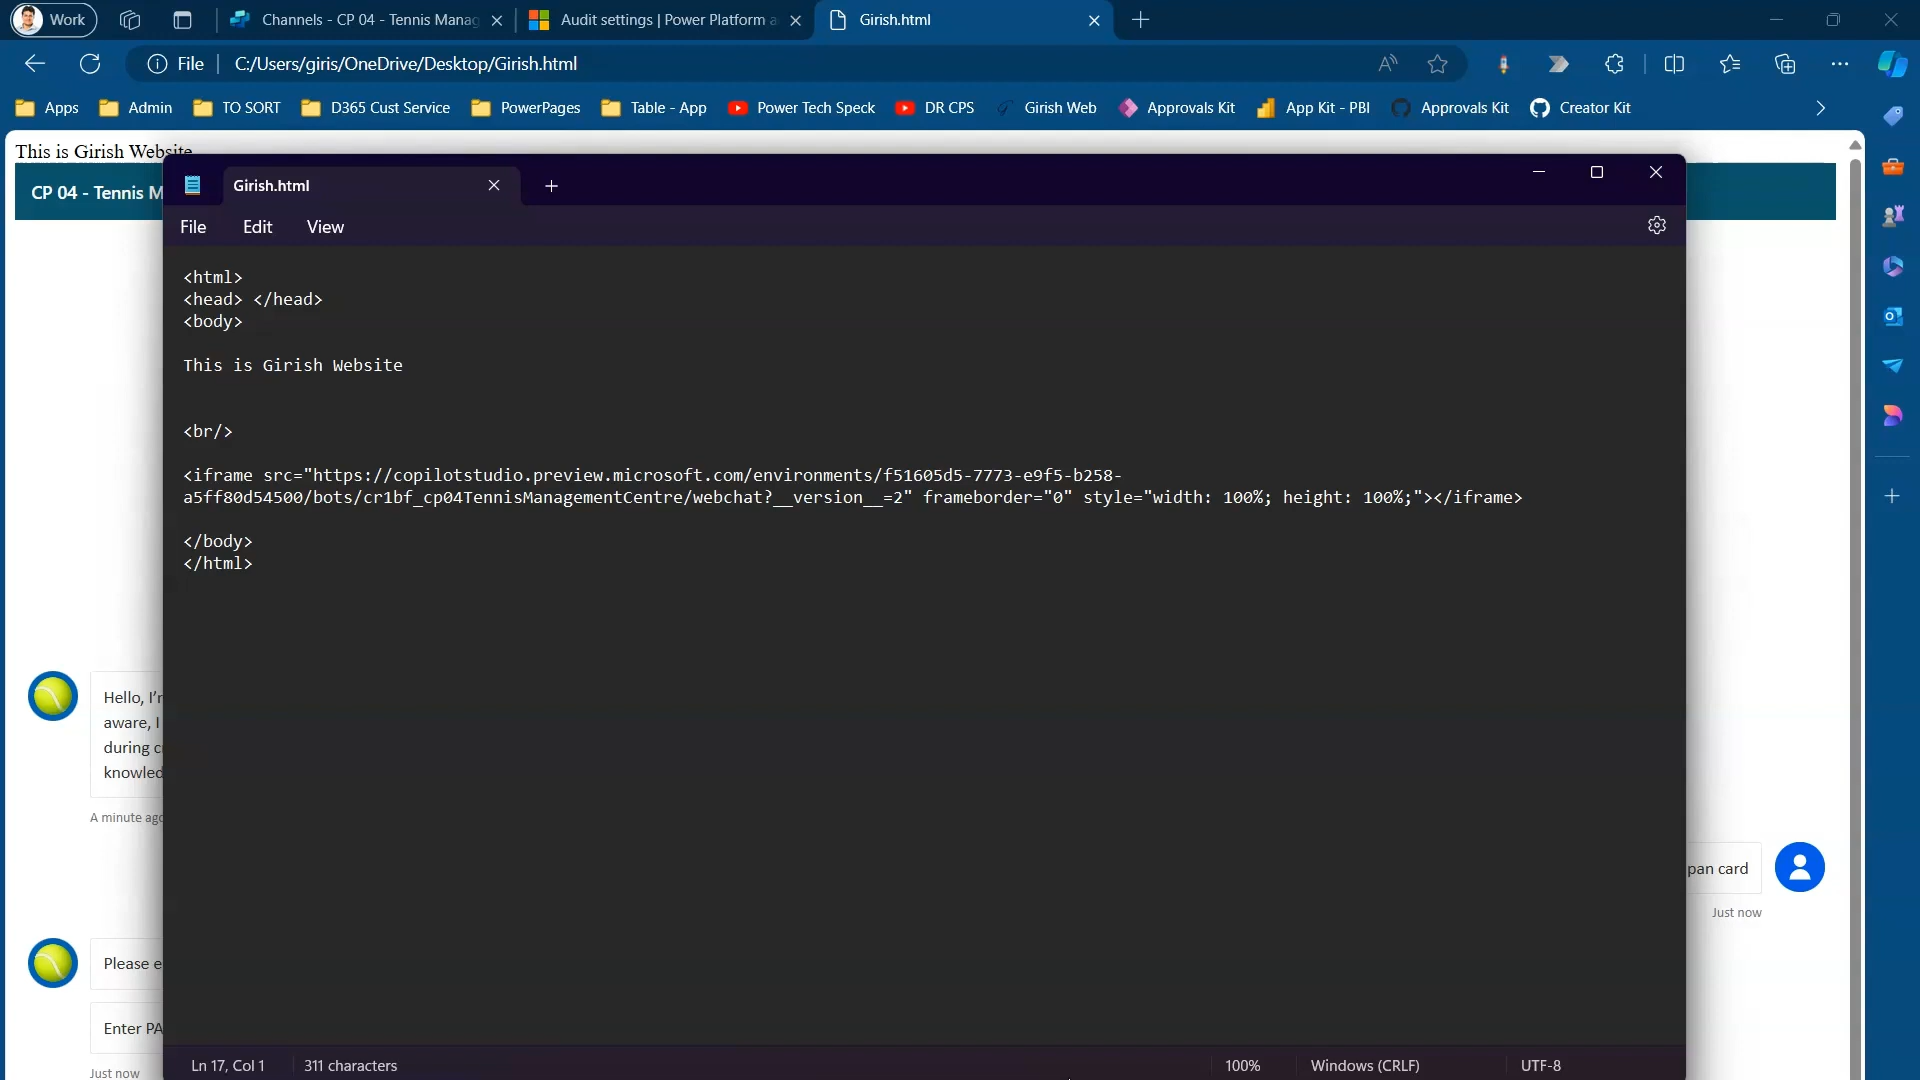 Work
Channels - CP 04 - Tennis Manag
Audit settings | Power Platform a
Girish.html
File
C:/Users/giris/OneDrive/Desktop/Girish.html
Apps
Admin
TO SORT
D365 Cust Service
PowerPages
Table - App
Power Tech Speck
DR CPS
Girish Web
Approvals Kit
App Kit - PBI
Approvals Kit
Creator Kit
This is Girish Website
CP 04 - Tennis M
Girish.html
File
Edit
View
<html>
<head> </head>
<body>
This is Girish Website
<br/>
<iframe src="https://copilotstudio.preview.microsoft.com/environments/f51605d5-7773-e9f5-b258-
a5ff80d54500/bots/cr1bf_cp04TennisManagementCentre/webchat?__version__=2" frameborder="0" style="width: 100%; height: 100%;"></iframe>
</body>
</html>
Hello, I'm
aware, I
during c
knowled
A minute ago
pan card
Just now
Please e
Enter PA
Just now
Ln 17, Col 1
311 characters
100%
Windows (CRLF)
UTF-8